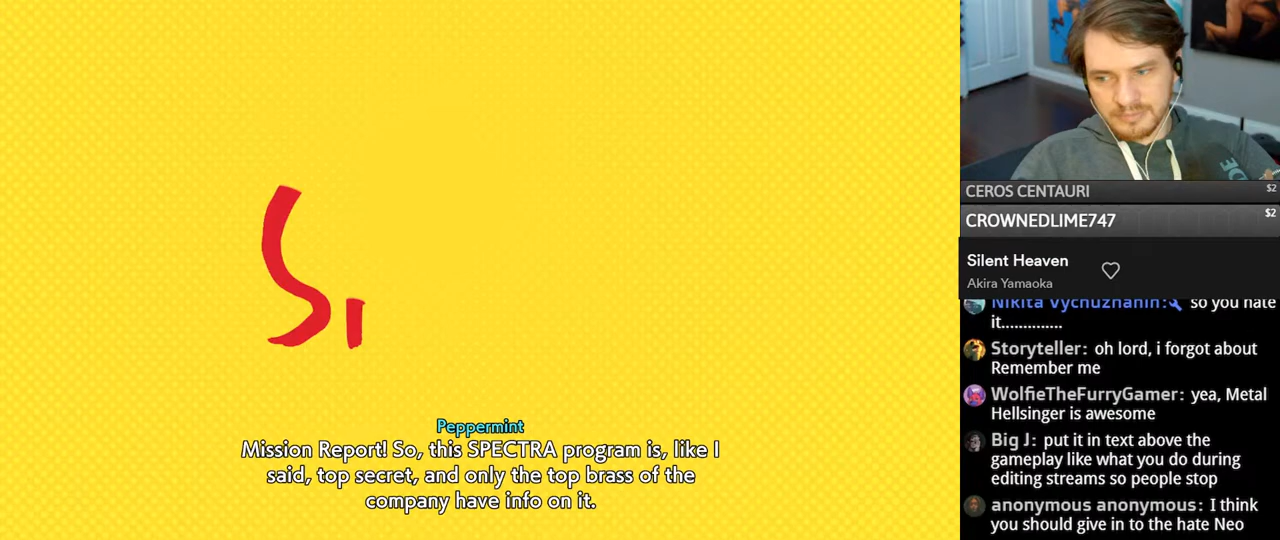 Si
Peppermint
Mission Report! So, this SPECTRA program is, like I
said, top secret, and only the top brass of the
company have info on it.
CEROS CENTAURI $2
CROWNEDLIME747 $2
Silent Heaven
Akira Yamaoka
Nikita Vychuzhanin: so you hate
it..............
Storyteller: oh lord, i forgot about
Remember me
WolfieTheFurryGamer: yea, Metal
Hellsinger is awesome
Big J: put it in text above the
gameplay like what you do during
editing streams so people stop
anonymous anonymous: I think
you should give in to the hate Neo